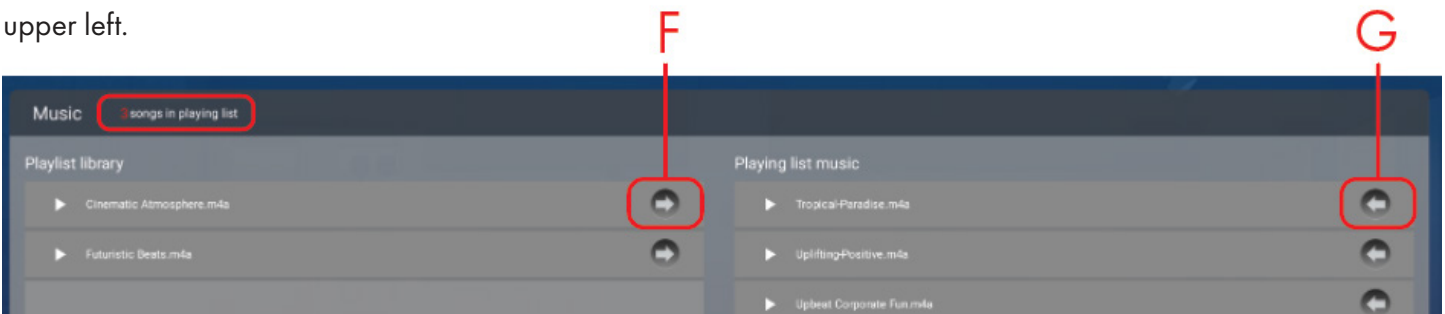 upper left.
F
G
Music 3 songs in playing list
Playlist library
Cinematic Atmosphere.m4a
Futuristic Beats.m4a
Playing list music
Tropical-Paradise.m4a
Uplifting-Positive.m4a
Upbeat Corporate Fun.m4a